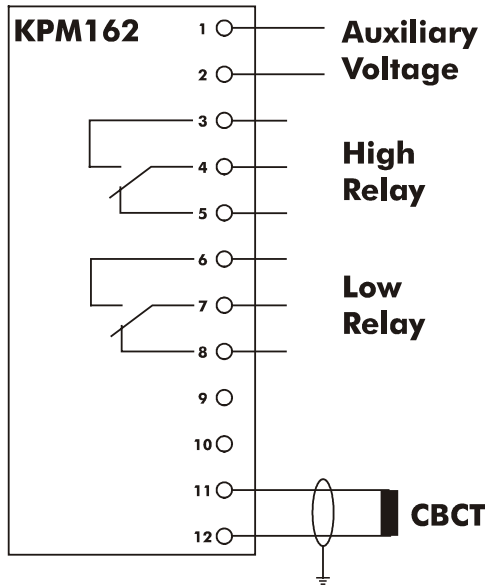 KPM162
1
Auxiliary
2
Voltage
3
4
High
Relay
5
6
7
Low
Relay
8
9
10
11
12
CBCT